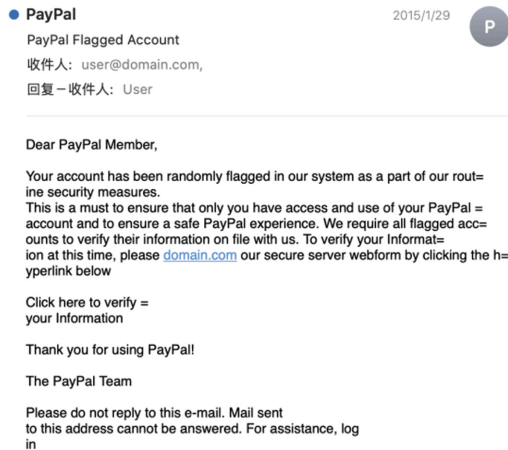 PayPal 2015/1/29
P
PayPal Flagged Account
收件人: user@domain.com,
回复－收件人: User
Dear PayPal Member,
Your account has been randomly flagged in our system as a part of our rout=
ine security measures.
This is a must to ensure that only you have access and use of your PayPal =
account and to ensure a safe PayPal experience. We require all flagged acc=
ounts to verify their information on file with us. To verify your Informat=
ion at this time, please domain.com our secure server webform by clicking the h=
yperlink below
Click here to verify =
your Information
Thank you for using PayPal!
The PayPal Team
Please do not reply to this e-mail. Mail sent
to this address cannot be answered. For assistance, log
in